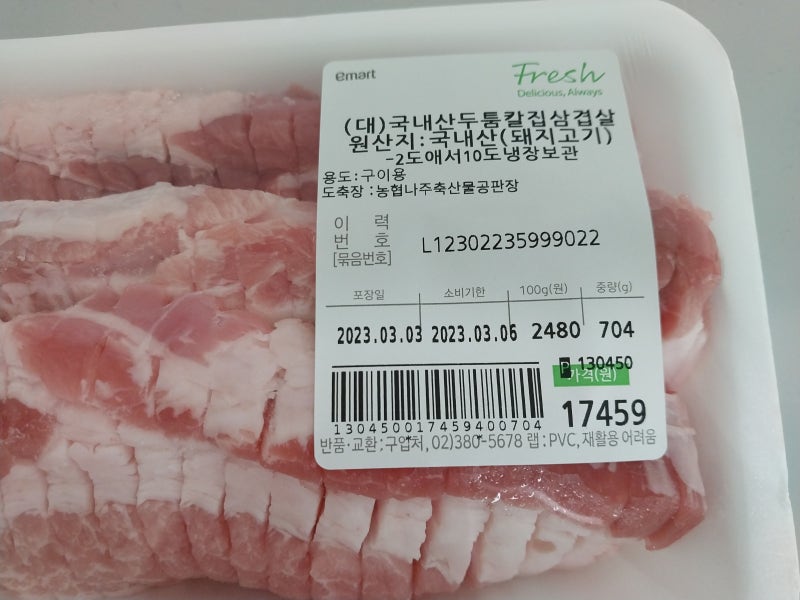 emart
Fresh
Delicious, Always
(대)국내산두툼칼집삼겹살
원산지:국내산(돼지고기)
-2도애서10도냉장보관
용도:구이용
도축장 :농협나주축산물공판장
이 력
번 호
[묶음번호]
L12302235999022
포장일 소비기한 100g(원) 중량(g)
2023.03.03 2023.03.06 2480 704
P 130450
가격(원)
17459
130450017459400704
반품·교환:구입처, 02)380-5678 랩:PVC, 재활용 어려움